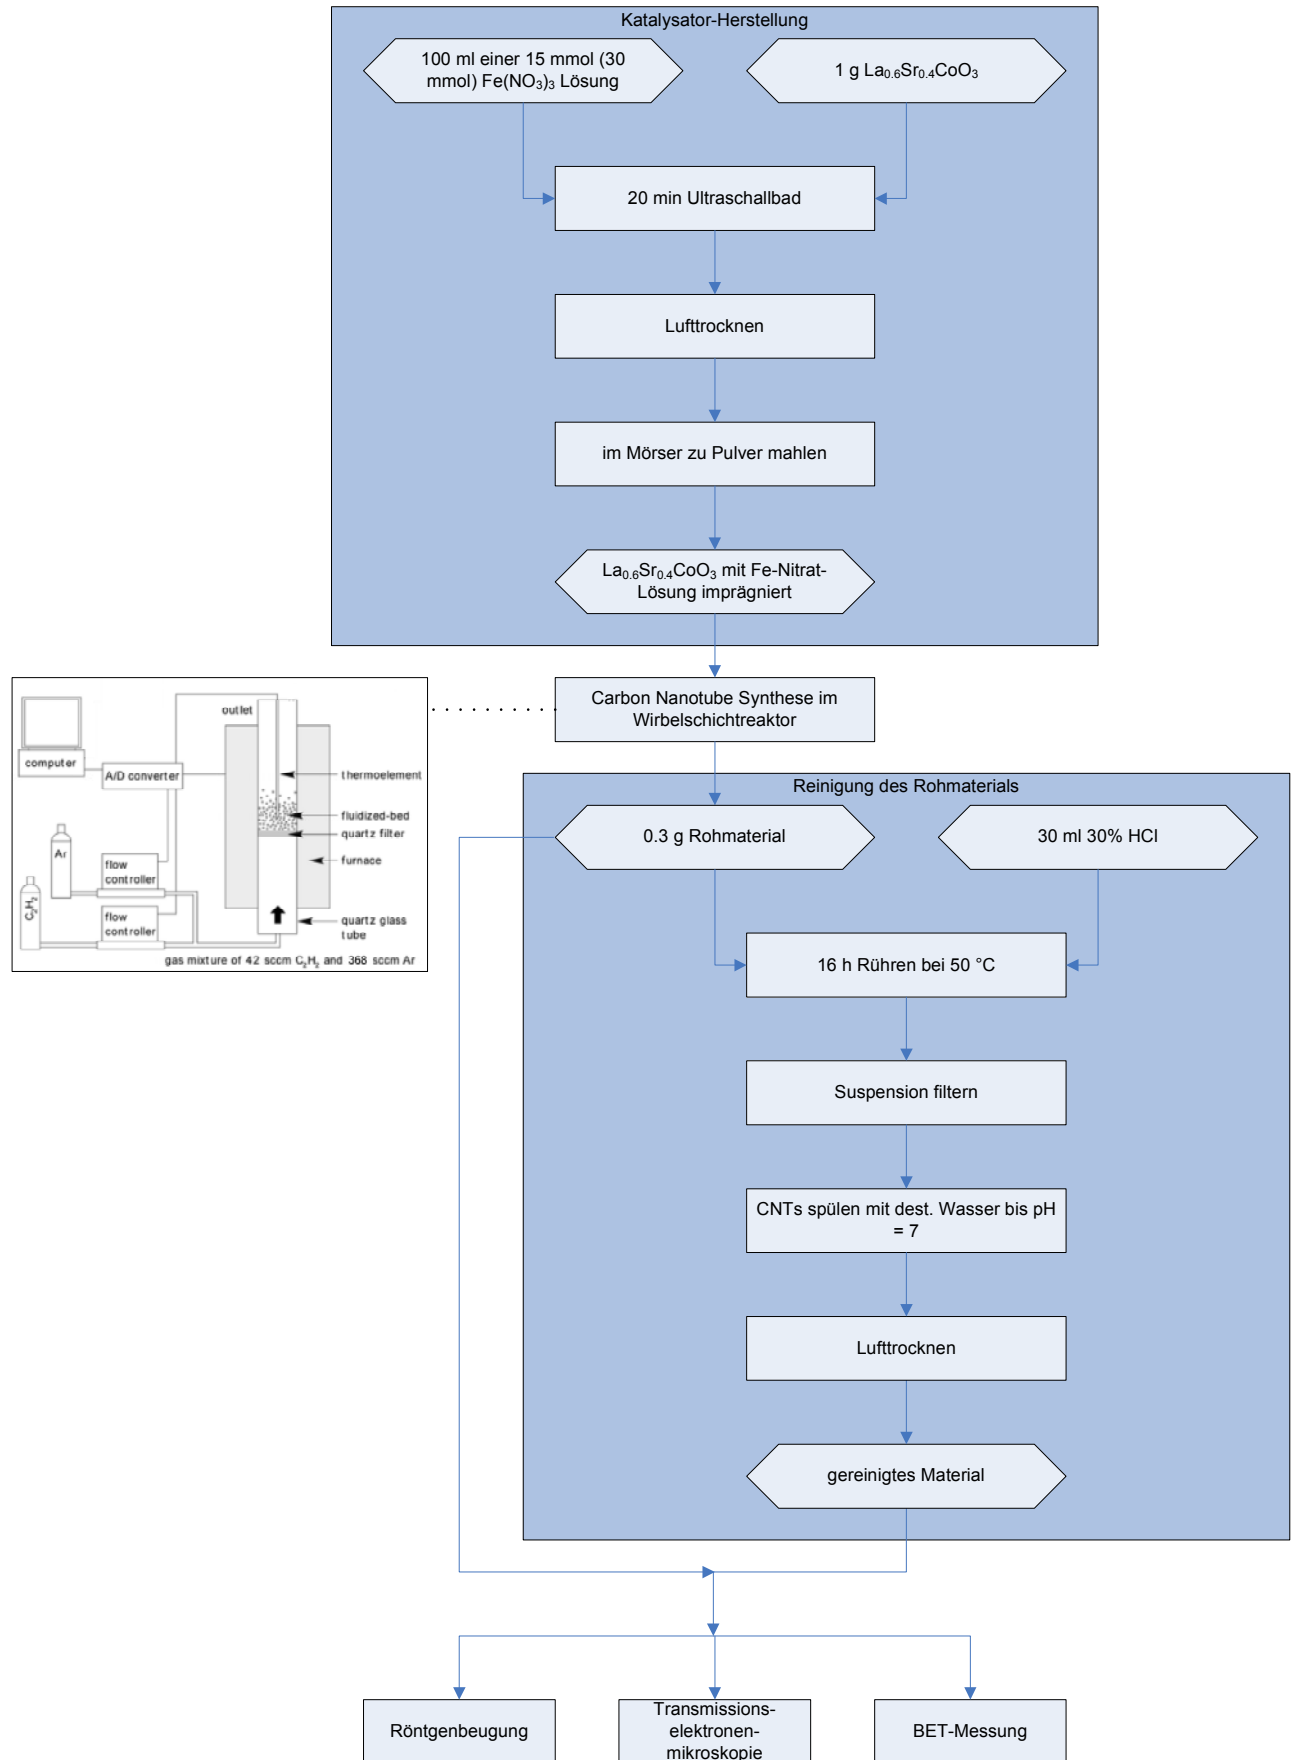 Katalysator-Herstellung
100 ml einer 15 mmol (30
mmol) Fe(NO₃)₃ Lösung
1 g La₀.₆Sr₀.₄CoO₃
20 min Ultraschallbad
Lufttrocknen
im Mörser zu Pulver mahlen
La₀.₆Sr₀.₄CoO₃ mit Fe-Nitrat-
Lösung imprägniert
Carbon Nanotube Synthese im
Wirbelschichtreaktor
outlet
computer
A/D converter
thermoelement
fluidized-bed
quartz filter
furnace
Ar
flow
controller
C₂H₂
flow
controller
quartz glass
tube
gas mixture of 42 sccm C₂H₂ and 368 sccm Ar
Reinigung des Rohmaterials
0.3 g Rohmaterial
30 ml 30% HCl
16 h Rühren bei 50 °C
Suspension filtern
CNTs spülen mit dest. Wasser bis pH
= 7
Lufttrocknen
gereinigtes Material
Röntgenbeugung
Transmissions-
elektronen-
mikroskopie
BET-Messung